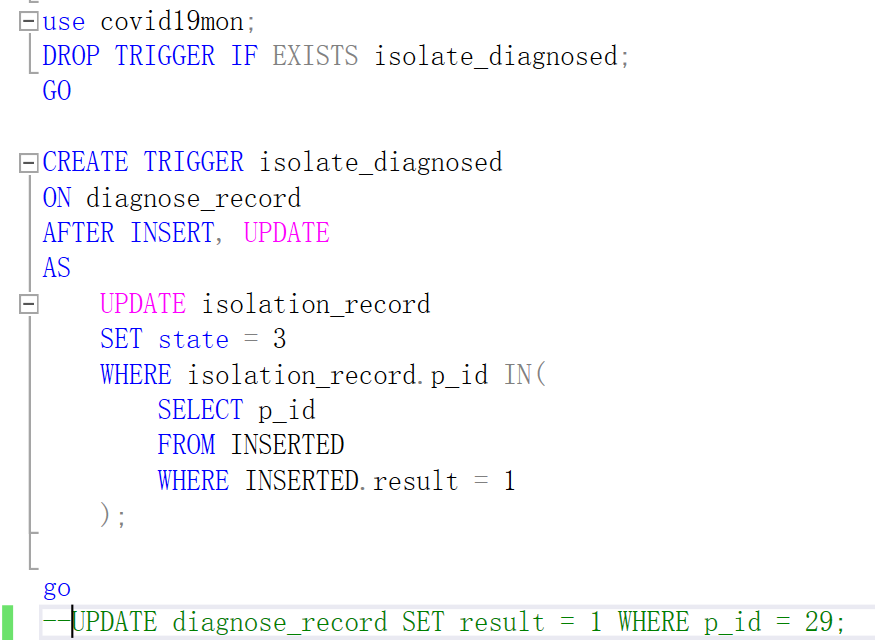 use covid19mon;
DROP TRIGGER IF EXISTS isolate_diagnosed;
GO
CREATE TRIGGER isolate_diagnosed
ON diagnose_record
AFTER INSERT, UPDATE
AS
UPDATE isolation_record
SET state = 3
WHERE isolation_record.p_id IN(
SELECT p_id
FROM INSERTED
WHERE INSERTED.result = 1
);
go
--UPDATE diagnose_record SET result = 1 WHERE p_id = 29;